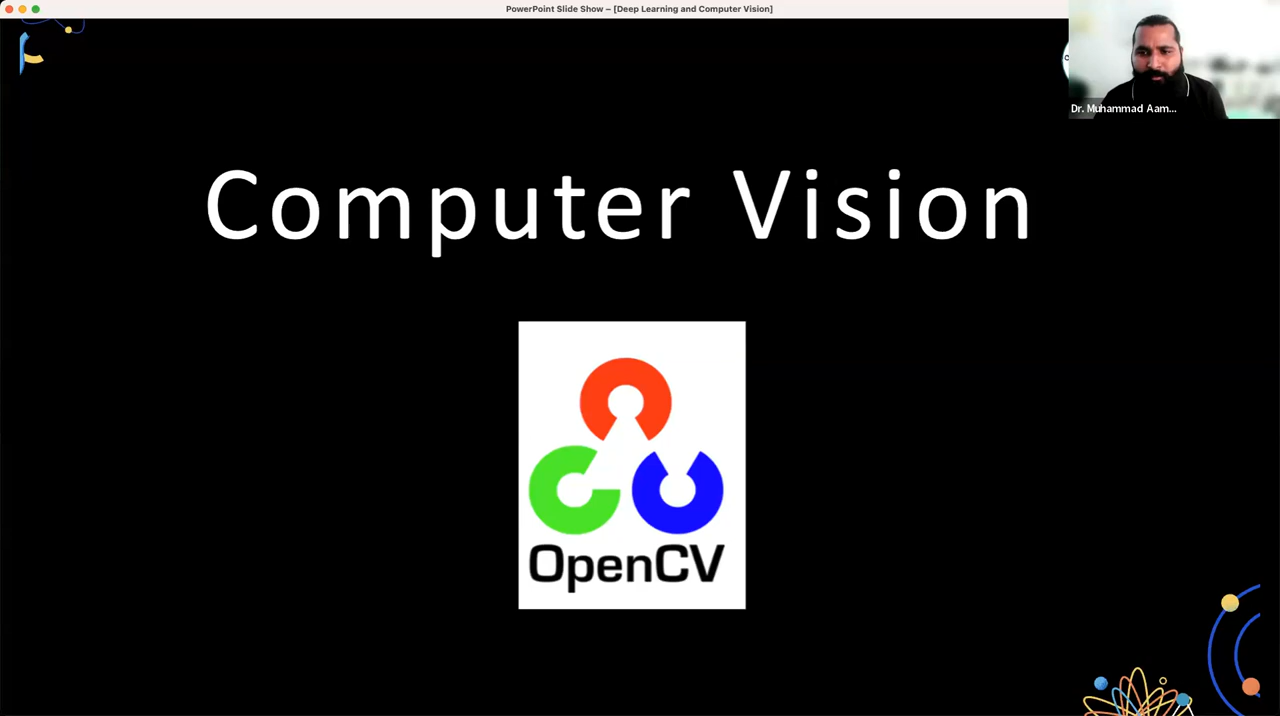 PowerPoint Slide Show – [Deep Learning and Computer Vision]
Dr. Muhammad Aam...
Computer Vision
OpenCV